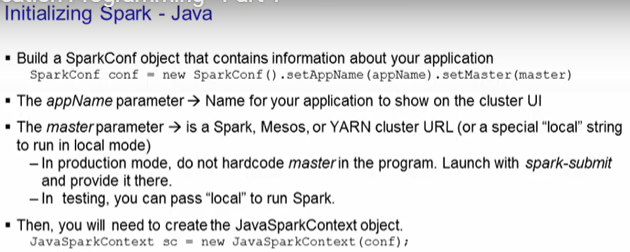 Initializing Spark - Java
▪ Build a SparkConf object that contains information about your application
SparkConf conf = new SparkConf().setAppName(appName).setMaster(master)
▪ The appName parameter → Name for your application to show on the cluster UI
▪ The master parameter → is a Spark, Mesos, or YARN cluster URL (or a special “local” string
to run in local mode)
– In production mode, do not hardcode master in the program. Launch with spark-submit
and provide it there.
– In testing, you can pass “local” to run Spark.
▪ Then, you will need to create the JavaSparkContext object.
JavaSparkContext sc = new JavaSparkContext(conf);